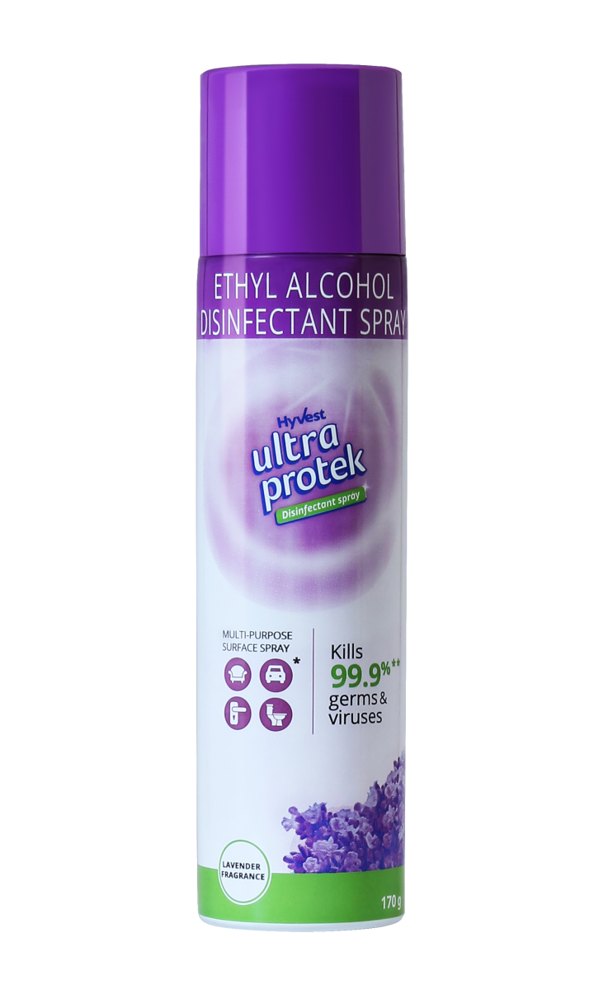 ETHYL ALCOHOL
DISINFECTANT SPRAY
HyVest
ultra
protek
Disinfectant spray
MULTI-PURPOSE
SURFACE SPRAY
*
Kills
99.9%**
germs &
viruses
LAVENDER
FRAGRANCE
170 g